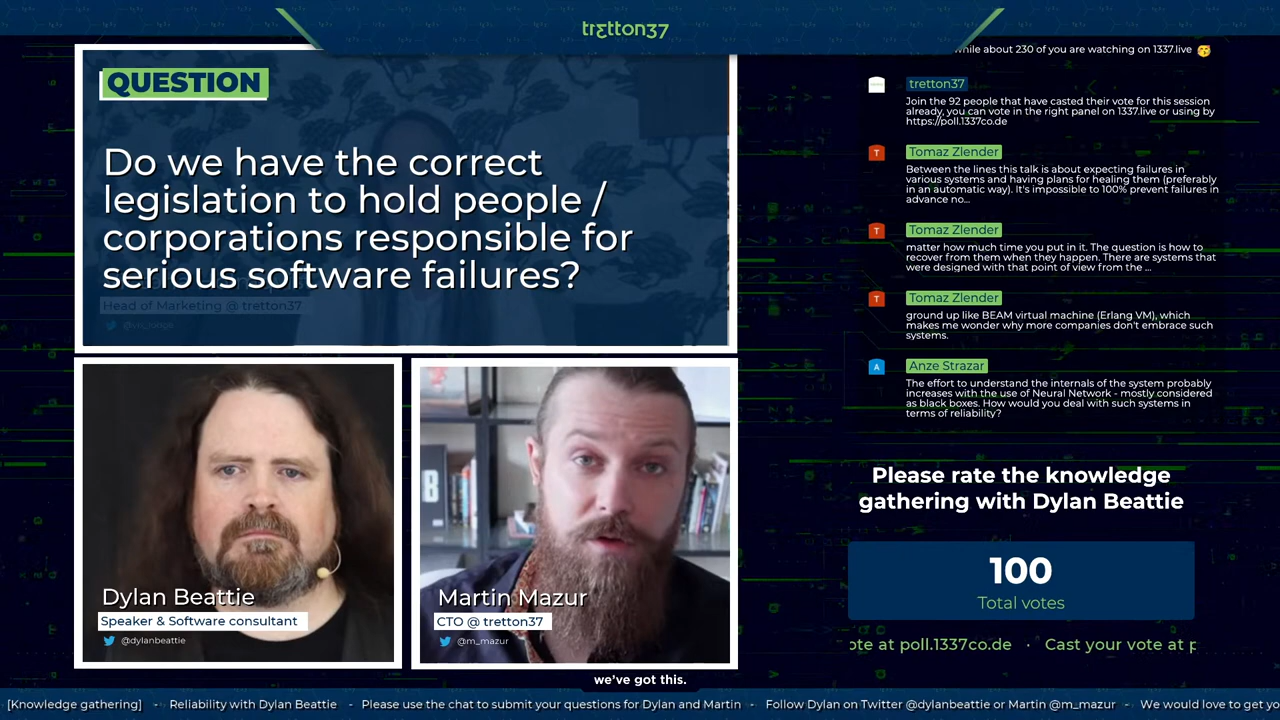 tretton37
QUESTION
Do we have the correct
legislation to hold people /
corporations responsible for
serious software failures?
Head of Marketing @ tretton37
Dylan Beattie
Speaker & Software consultant
@dylanbeattie
Martin Mazur
CTO @ tretton37
@m_mazur
while about 230 of you are watching on 1337.live 🥳
tretton37
Join the 92 people that have casted their vote for this session
already, you can vote in the right panel on 1337.live or using by
https://poll.1337co.de
T
Tomaz Zlender
Between the lines this talk is about expecting failures in
various systems and having plans for healing them (preferably
in an automatic way). It's impossible to 100% prevent failures in
advance no...
T
Tomaz Zlender
matter how much time you put in it. The question is how to
recover from them when they happen. There are systems that
were designed with that point of view from the ...
T
Tomaz Zlender
ground up like BEAM virtual machine (Erlang VM), which
makes me wonder why more companies don't embrace such
systems.
A
Anze Strazar
The effort to understand the internals of the system probably
increases with the use of Neural Network - mostly considered
as black boxes. How would you deal with such systems in
terms of reliability?
Please rate the knowledge
gathering with Dylan Beattie
100
Total votes
ote at poll.1337co.de · Cast your vote at p
we've got this.
[Knowledge gathering] - Reliability with Dylan Beattie - Please use the chat to submit your questions for Dylan and Martin - Follow Dylan on Twitter @dylanbeattie or Martin @m_mazur - We would love to get yo